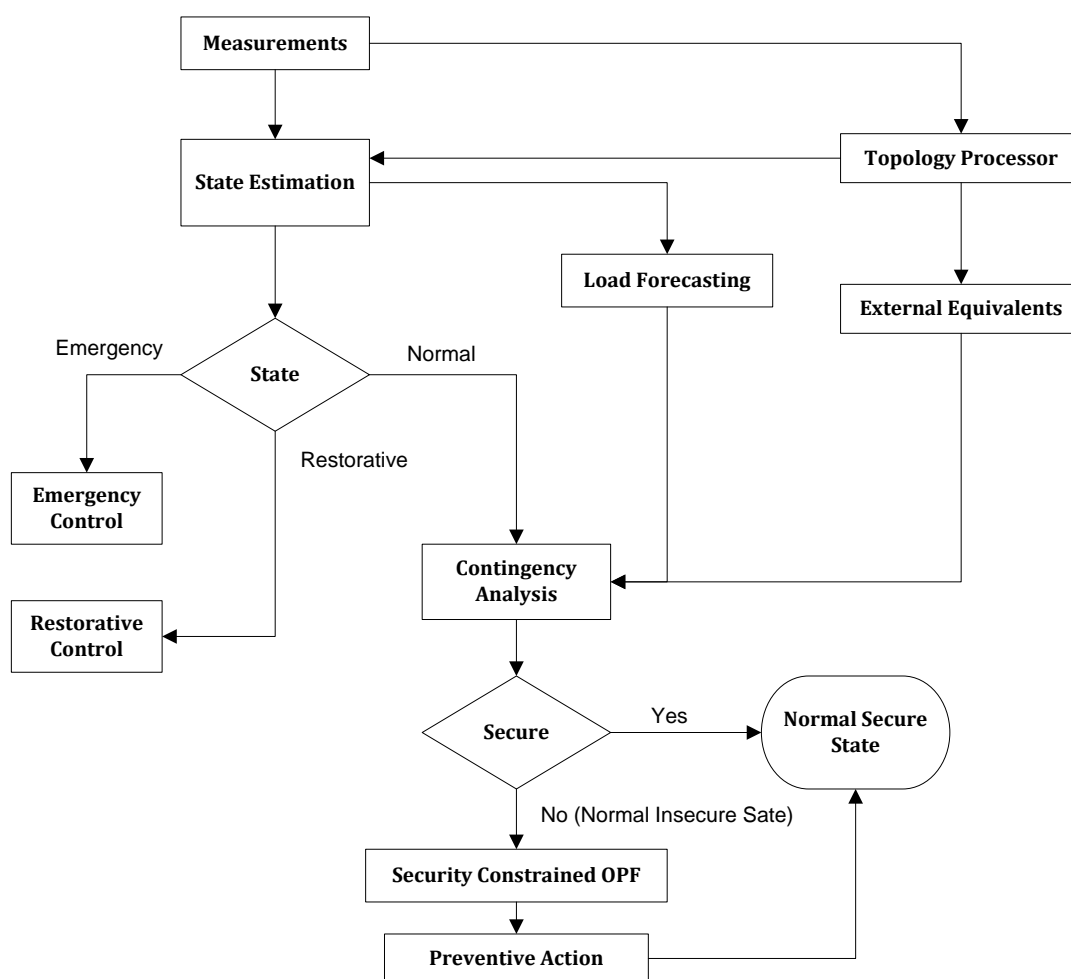 Measurements
Topology Processor
State Estimation
Load Forecasting
External Equivalents
Emergency
Normal
State
Restorative
Emergency
Control
Contingency
Analysis
Restorative
Control
Secure
Yes
Normal Secure
State
No (Normal Insecure Sate)
Security Constrained OPF
Preventive Action